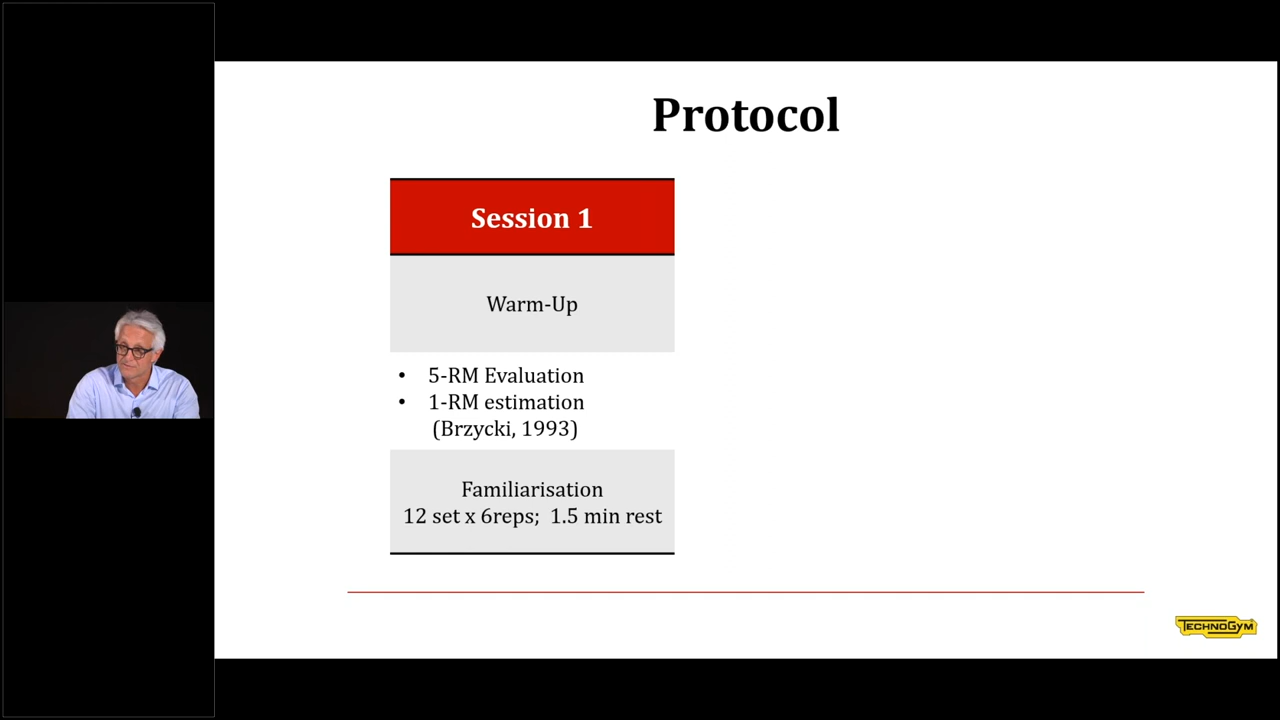 Protocol
Session 1
Warm-Up
• 5-RM Evaluation
• 1-RM estimation
(Brzycki, 1993)
Familiarisation
12 set x 6reps; 1.5 min rest
TECHNOGYM